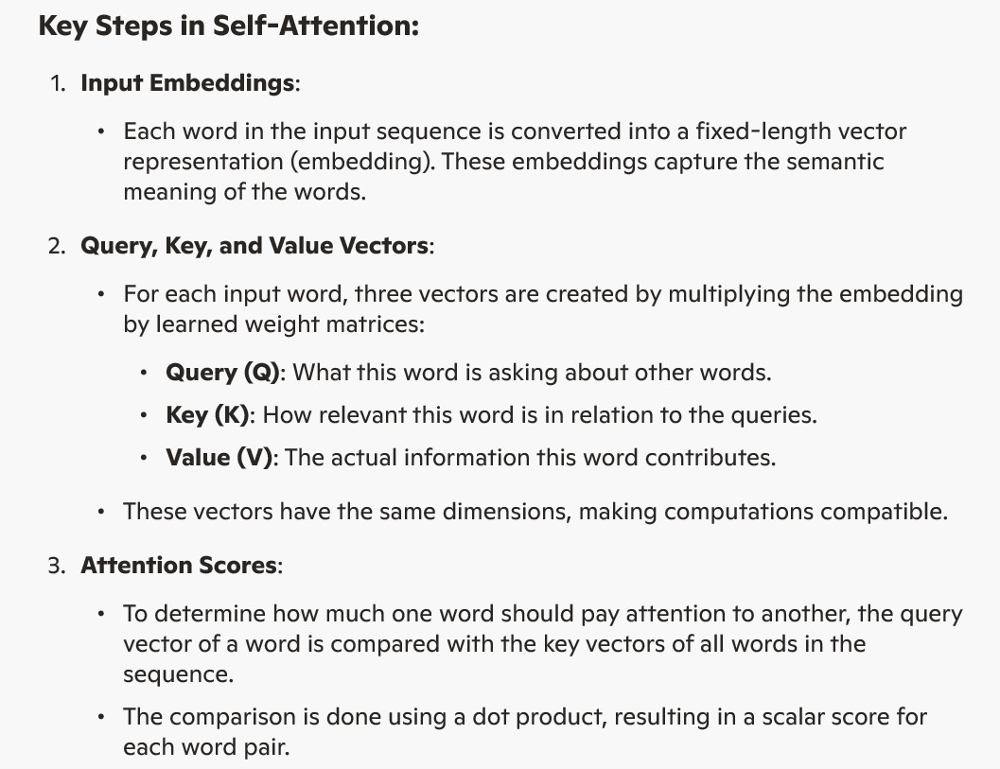 Key Steps in Self-Attention:
1. Input Embeddings:
• Each word in the input sequence is converted into a fixed-length vector
representation (embedding). These embeddings capture the semantic
meaning of the words.
2. Query, Key, and Value Vectors:
• For each input word, three vectors are created by multiplying the embedding
by learned weight matrices:
• Query (Q): What this word is asking about other words.
• Key (K): How relevant this word is in relation to the queries.
• Value (V): The actual information this word contributes.
• These vectors have the same dimensions, making computations compatible.
3. Attention Scores:
• To determine how much one word should pay attention to another, the query
vector of a word is compared with the key vectors of all words in the
sequence.
• The comparison is done using a dot product, resulting in a scalar score for
each word pair.